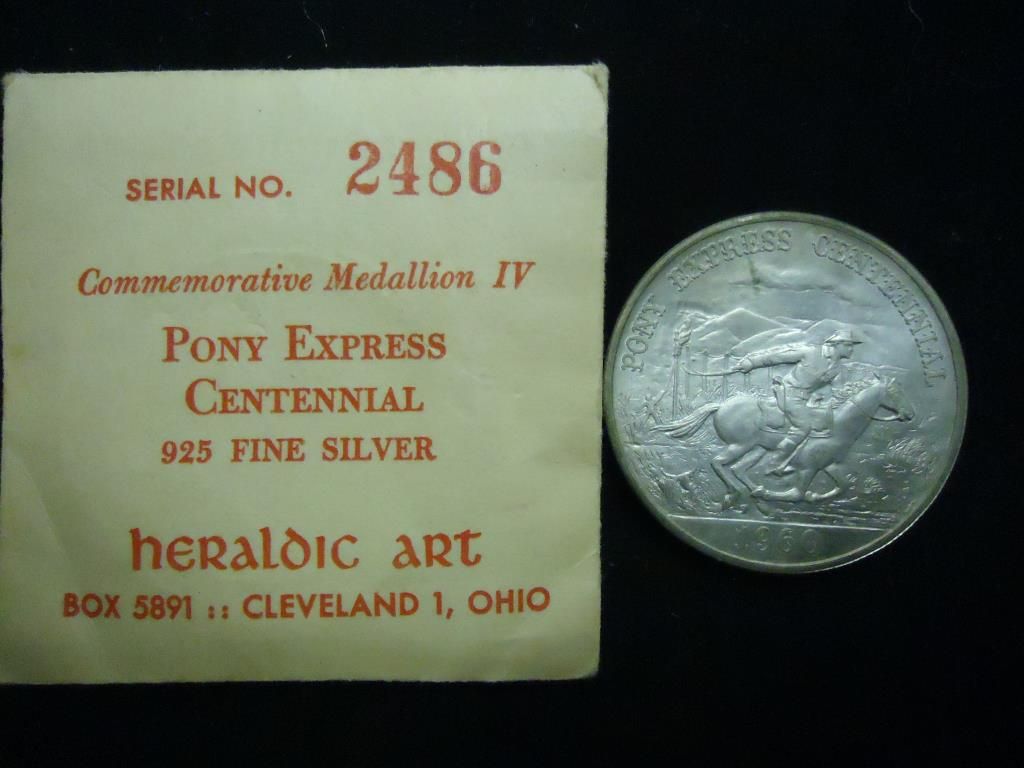 SERIAL NO. 2486
Commemorative Medallion IV
PONY EXPRESS
CENTENNIAL
925 FINE SILVER
heraldic art
BOX 5891 :: CLEVELAND 1, OHIO
PONY EXPRESS CENTENNIAL
1960